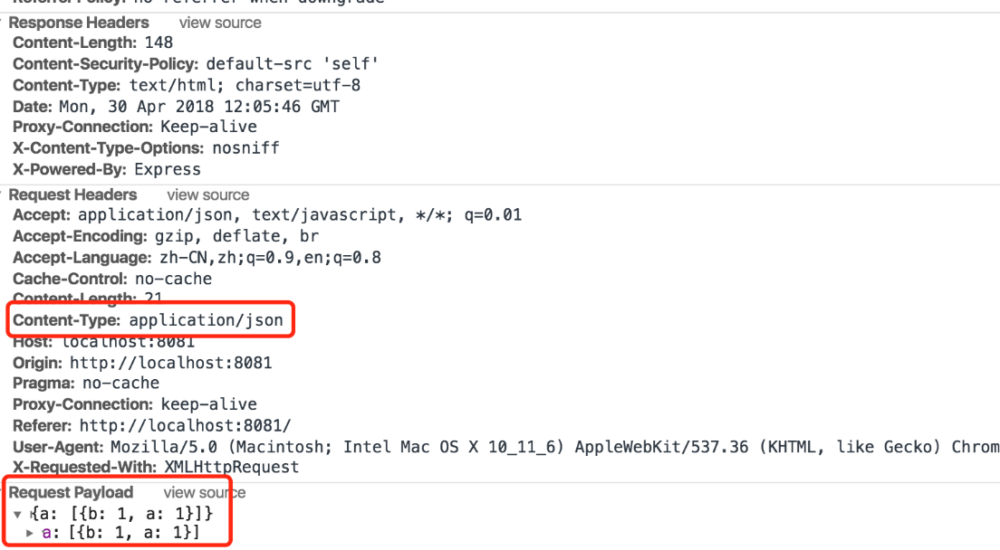 Referrer Policy: no-referrer-when-downgrade
Response Headers view source
Content-Length: 148
Content-Security-Policy: default-src 'self'
Content-Type: text/html; charset=utf-8
Date: Mon, 30 Apr 2018 12:05:46 GMT
Proxy-Connection: Keep-alive
X-Content-Type-Options: nosniff
X-Powered-By: Express
Request Headers view source
Accept: application/json, text/javascript, */*; q=0.01
Accept-Encoding: gzip, deflate, br
Accept-Language: zh-CN,zh;q=0.9,en;q=0.8
Cache-Control: no-cache
Content-Length: 21
Content-Type: application/json
Host: localhost:8081
Origin: http://localhost:8081
Pragma: no-cache
Proxy-Connection: keep-alive
Referer: http://localhost:8081/
User-Agent: Mozilla/5.0 (Macintosh; Intel Mac OS X 10_11_6) AppleWebKit/537.36 (KHTML, like Gecko) Chrom
X-Requested-With: XMLHttpRequest
Request Payload view source
{a: [{b: 1, a: 1}]}
a: [{b: 1, a: 1}]